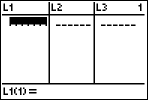 L1 L2 L3 1
------ ------
L1(1) =